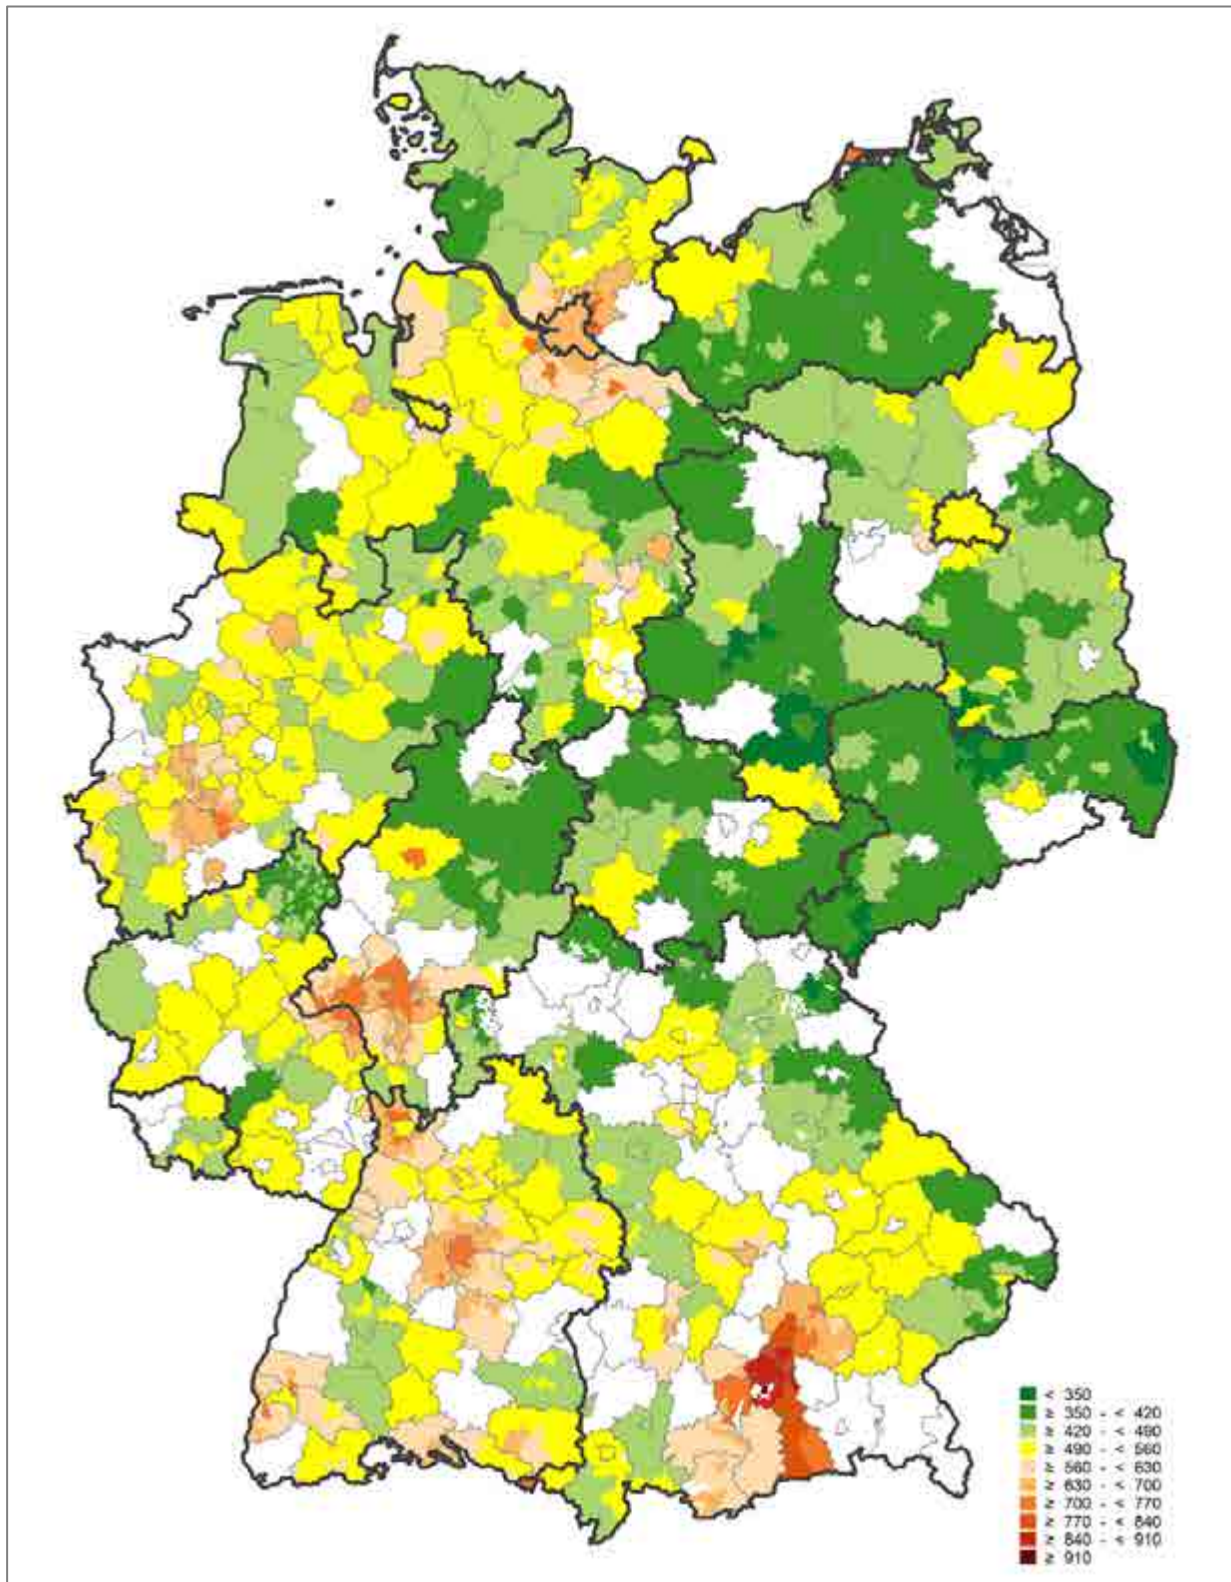 < 350
≥ 350 - < 420
≥ 420 - < 490
≥ 490 - < 560
≥ 560 - < 630
≥ 630 - < 700
≥ 700 - < 770
≥ 770 - < 840
≥ 840 - < 910
≥ 910